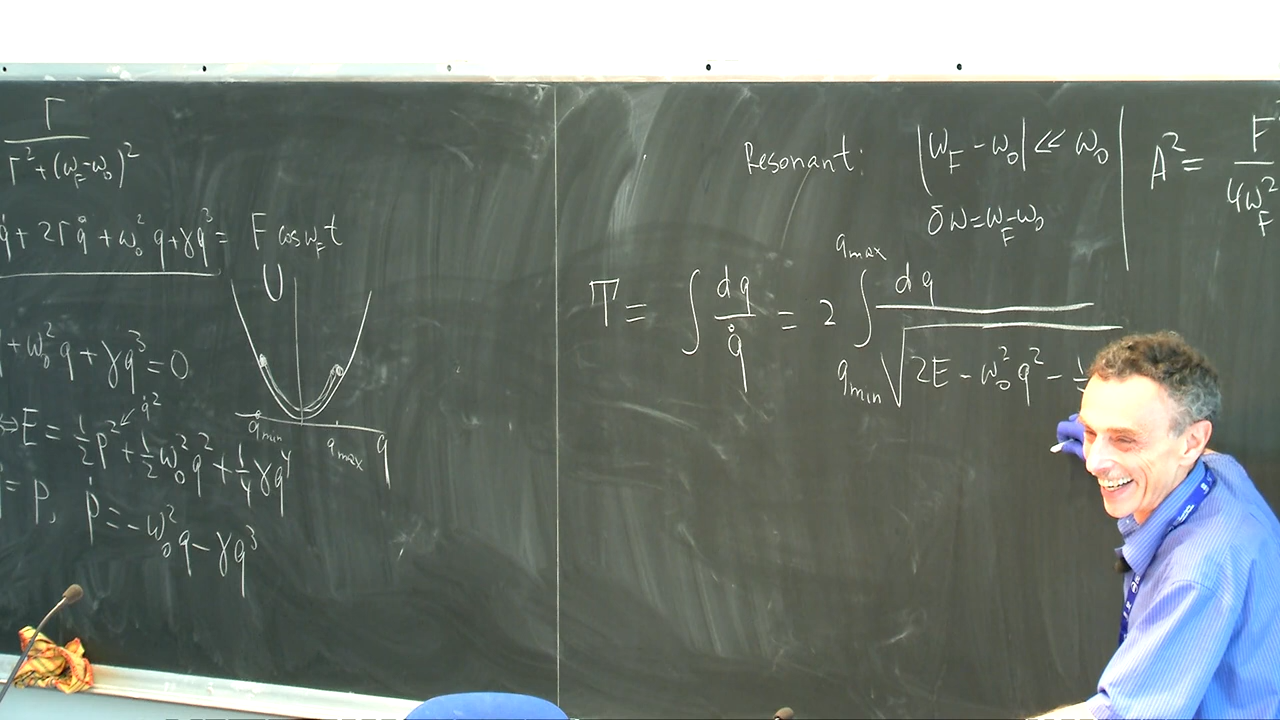 Γ
Γ² + (ω_F - ω₀)²
q̈ + 2Γq̇ + ω₀²q + γq³ = F cos ω_F t
U
+ ω₀²q + γq³ = 0
q̇²
⇔ E = ½p² + ½ω₀²q² + ¼γq⁴
q_min
q_max
q
= p, ṗ = -ω₀²q - γq³
Resonant: |ω_F - ω₀| ≪ ω₀
δω = ω_F - ω₀
A² = F²
4ω_F²
T = ∫ dq / q̇ = 2 ∫ q_min q_max dq / √ 2E - ω₀²q² -